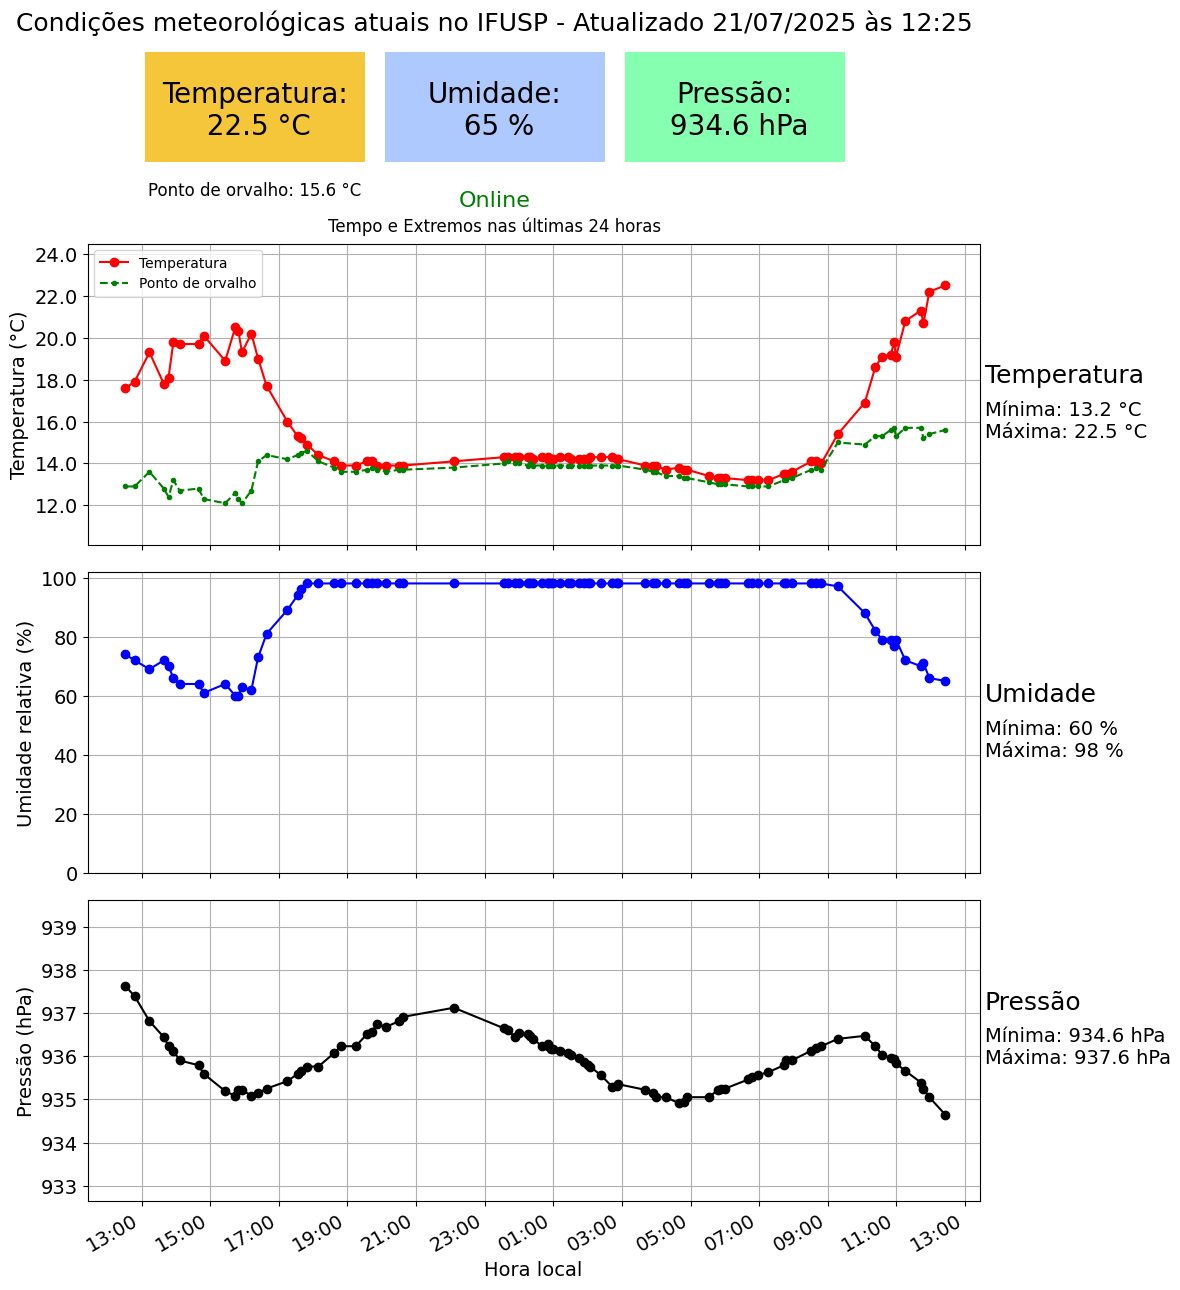 Condições meteorológicas atuais no IFUSP - Atualizado 21/07/2025 às 12:25
Temperatura:
22.5 °C
Umidade:
65 %
Pressão:
934.6 hPa
Ponto de orvalho: 15.6 °C
Online
Tempo e Extremos nas últimas 24 horas
Temperatura (°C)
24.0
22.0
20.0
18.0
16.0
14.0
12.0
Temperatura
Ponto de orvalho
Temperatura
Mínima: 13.2 °C
Máxima: 22.5 °C
Umidade relativa (%)
100
80
60
40
20
0
Umidade
Mínima: 60 %
Máxima: 98 %
Pressão (hPa)
939
938
937
936
935
934
933
Pressão
Mínima: 934.6 hPa
Máxima: 937.6 hPa
13:00
15:00
17:00
19:00
21:00
23:00
01:00
03:00
05:00
07:00
09:00
11:00
13:00
Hora local